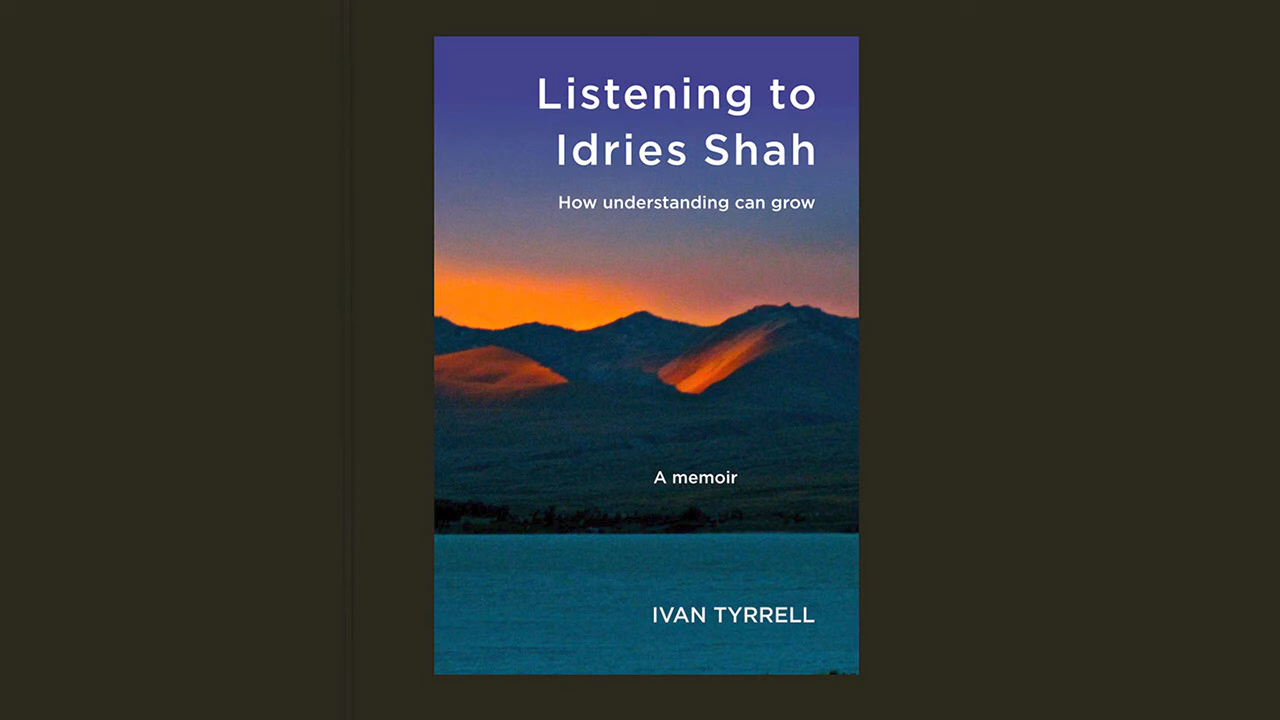 Listening to
Idries Shah
How understanding can grow
A memoir
IVAN TYRRELL